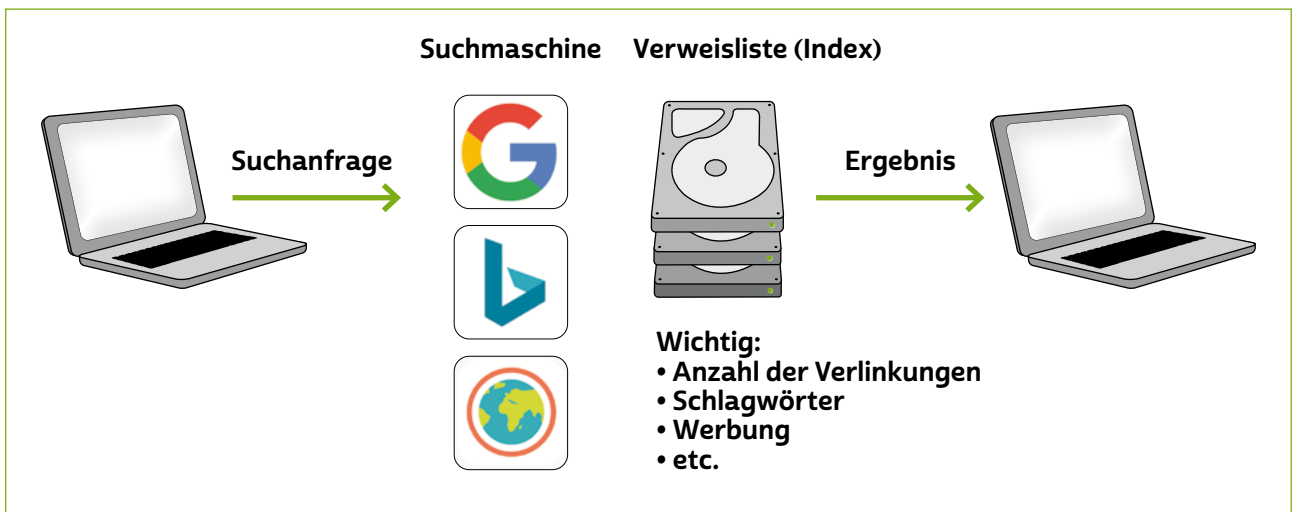 Suchmaschine
Verweisliste (Index)
Suchanfrage
Ergebnis
Wichtig:
• Anzahl der Verlinkungen
• Schlagwörter
• Werbung
• etc.